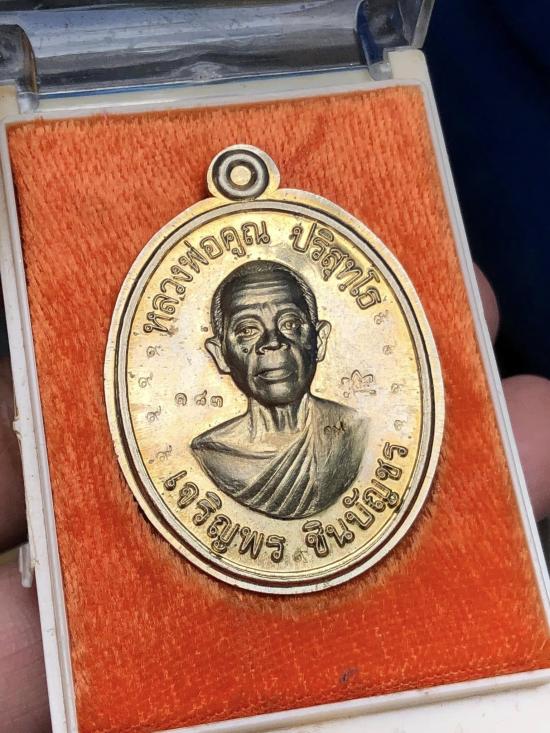 หลวงพ่อคูณ ปริสุทฺโธ
๑๘๓
เจริญพร ชินบัญชร